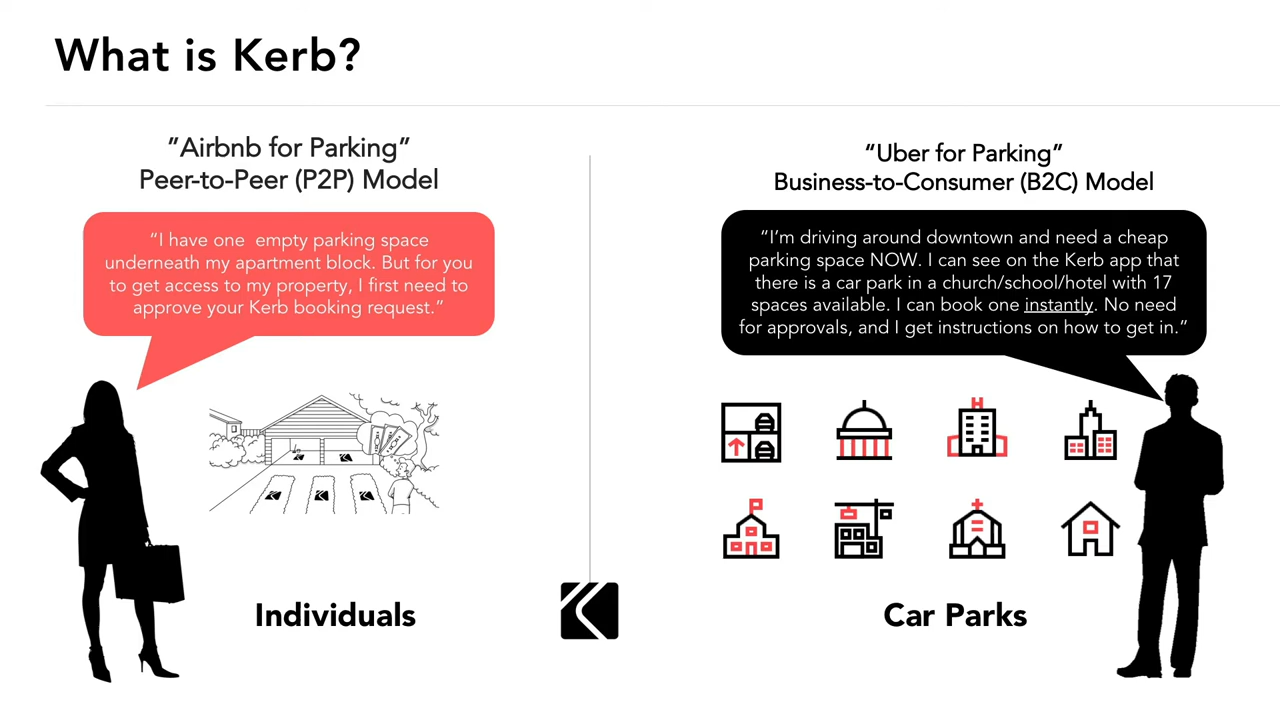 What is Kerb?
”Airbnb for Parking”
Peer-to-Peer (P2P) Model
“I have one  empty parking space
underneath my apartment block. But for you
to get access to my property, I first need to
approve your Kerb booking request.”
Individuals
“Uber for Parking”
Business-to-Consumer (B2C) Model
“I’m driving around downtown and need a cheap
parking space NOW. I can see on the Kerb app that
there is a car park in a church/school/hotel with 17
spaces available. I can book one instantly. No need
for approvals, and I get instructions on how to get in.”
H
Car Parks